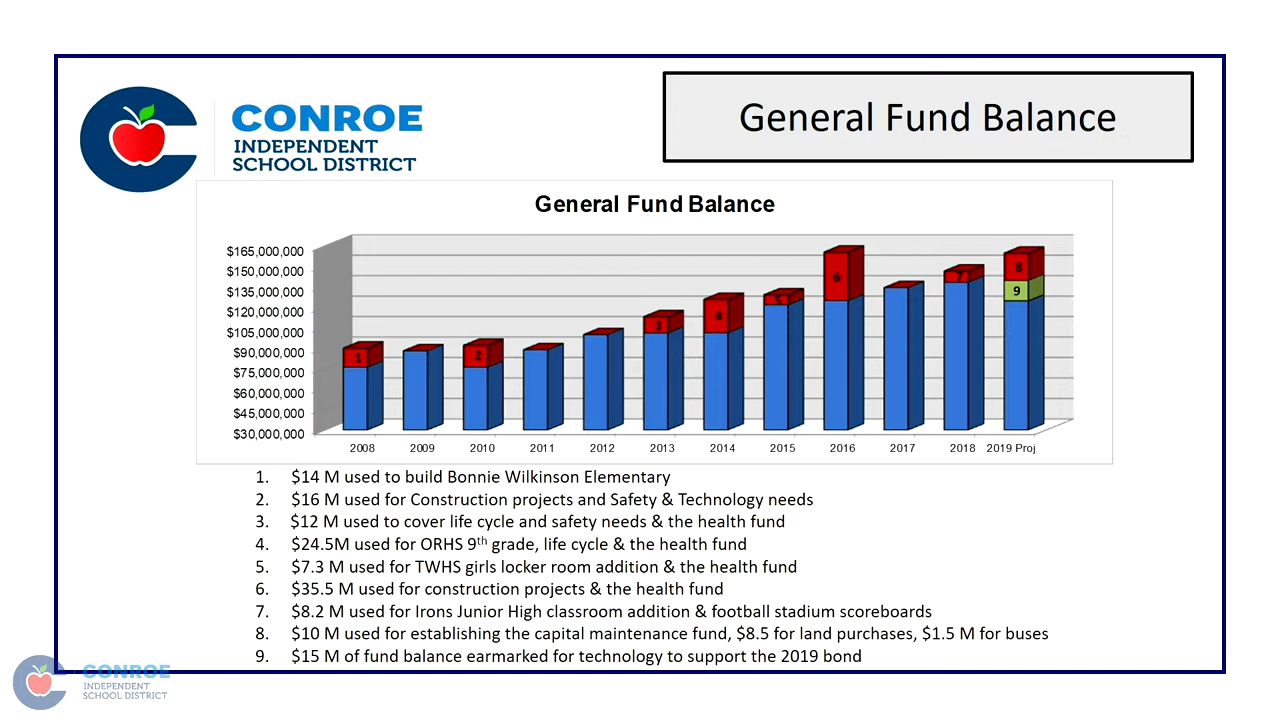 CONROE
INDEPENDENT
SCHOOL DISTRICT
General Fund Balance
General Fund Balance
$165,000,000
$150,000,000
$135,000,000
$120,000,000
$105,000,000
$90,000,000
$75,000,000
$60,000,000
$45,000,000
$30,000,000
1
2
3
4
5
6
7
8
9
2008 2009 2010 2011 2012 2013 2014 2015 2016 2017 2018 2019 Proj
1. $14 M used to build Bonnie Wilkinson Elementary
2. $16 M used for Construction projects and Safety & Technology needs
3. $12 M used to cover life cycle and safety needs & the health fund
4. $24.5M used for ORHS 9th grade, life cycle & the health fund
5. $7.3 M used for TWHS girls locker room addition & the health fund
6. $35.5 M used for construction projects & the health fund
7. $8.2 M used for Irons Junior High classroom addition & football stadium scoreboards
8. $10 M used for establishing the capital maintenance fund, $8.5 for land purchases, $1.5 M for buses
9. $15 M of fund balance earmarked for technology to support the 2019 bond
CONROE
INDEPENDENT
SCHOOL DISTRICT